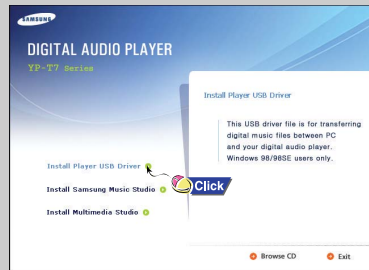 SAMSUNG
DIGITAL AUDIO PLAYER
YP-T7 Series
Install Player USB Driver
This USB driver file is for transferring
digital music files between PC
and your digital audio player.
Windows 98/98SE users only.
Install Player USB Driver
Click
Install Samsung Music Studio
Install Multimedia Studio
Browse CD
Exit